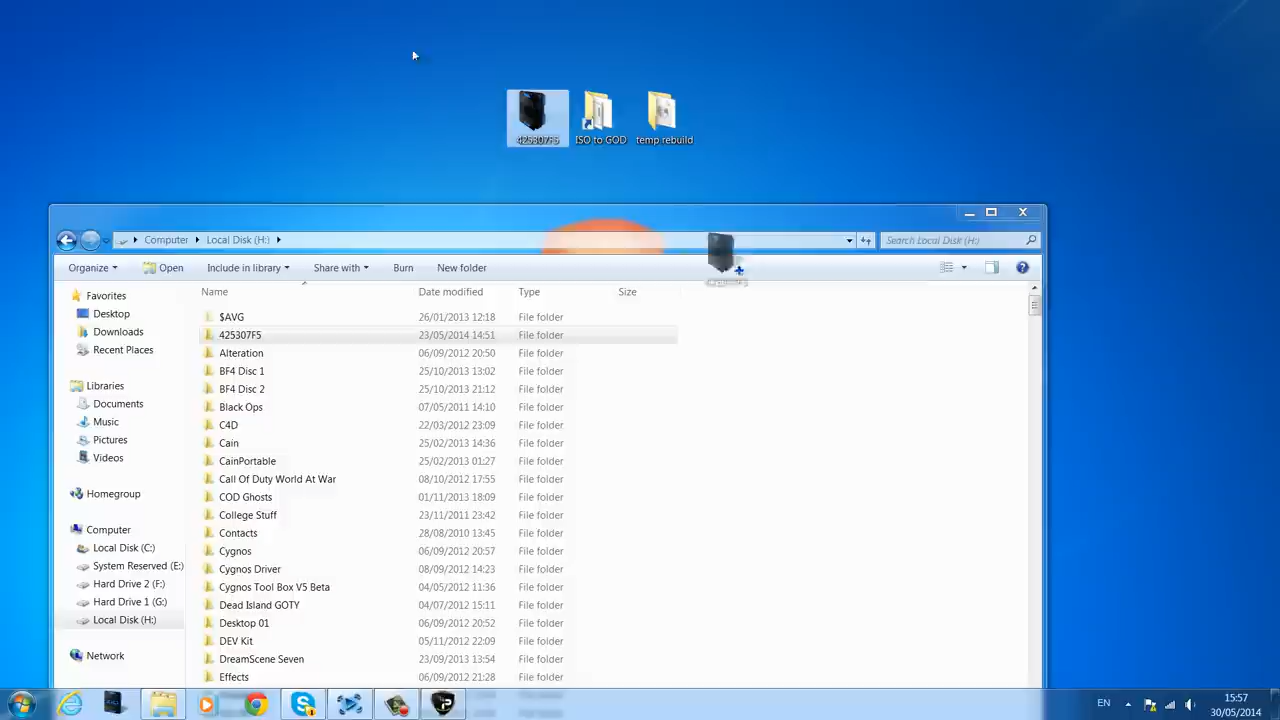 425307F5
ISO to GOD
temp rebuild
Computer
Local Disk (H:)
Search Local Disk (H:)
Organize
Open
Include in library
Share with
Burn
New folder
Favorites
Desktop
Downloads
Recent Places
Libraries
Documents
Music
Pictures
Videos
Homegroup
Computer
Local Disk (C:)
System Reserved (E:)
Hard Drive 2 (F:)
Hard Drive 1 (G:)
Local Disk (H:)
Network
Name Date modified Type Size
$AVG 26/01/2013 12:18 File folder
425307F5 23/05/2014 14:51 File folder
Alteration 06/09/2012 20:50 File folder
BF4 Disc 1 25/10/2013 13:02 File folder
BF4 Disc 2 25/10/2013 21:12 File folder
Black Ops 07/05/2011 14:10 File folder
C4D 22/03/2012 23:09 File folder
Cain 25/02/2013 14:36 File folder
CainPortable 25/02/2013 01:27 File folder
Call Of Duty World At War 08/10/2012 17:55 File folder
COD Ghosts 01/11/2013 18:09 File folder
College Stuff 23/11/2011 23:42 File folder
Contacts 28/08/2010 13:45 File folder
Cygnos 06/09/2012 20:57 File folder
Cygnos Driver 08/09/2012 14:23 File folder
Cygnos Tool Box V5 Beta 04/05/2012 11:36 File folder
Dead Island GOTY 04/07/2012 15:11 File folder
Desktop 01 06/09/2012 20:52 File folder
DEV Kit 05/11/2012 22:09 File folder
DreamScene Seven 23/09/2013 13:54 File folder
Effects 06/09/2012 21:28 File folder
EN
15:57
30/05/2014